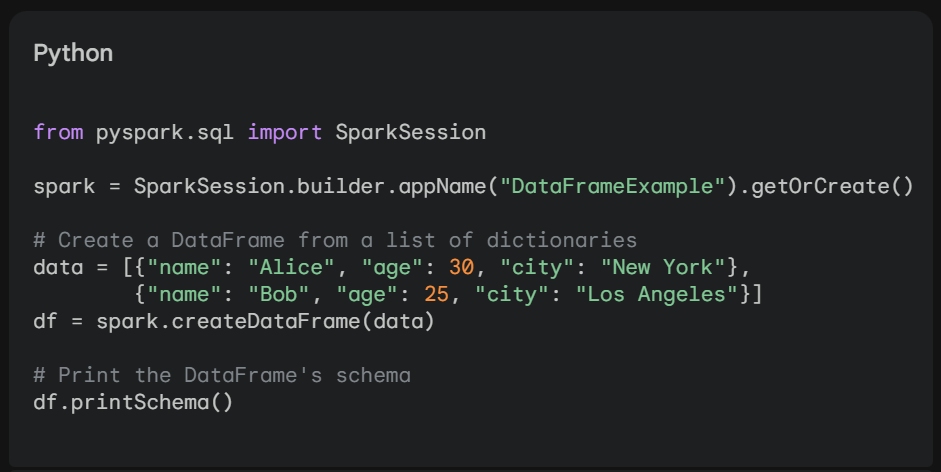 Python
from pyspark.sql import SparkSession
spark = SparkSession.builder.appName("DataFrameExample").getOrCreate()
# Create a DataFrame from a list of dictionaries
data = [{"name": "Alice", "age": 30, "city": "New York"},
        {"name": "Bob", "age": 25, "city": "Los Angeles"}]
df = spark.createDataFrame(data)
# Print the DataFrame's schema
df.printSchema()